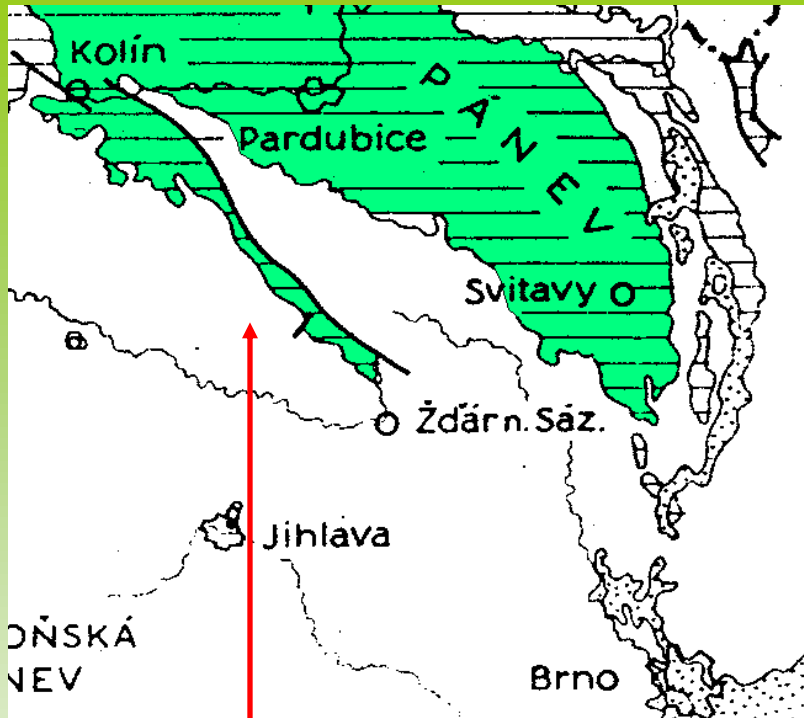 Kolín
PÁNEV
Pardubice
Svitavy
Žďár n. Sáz.
Jihlava
OŇSKÁ
NEV
Brno